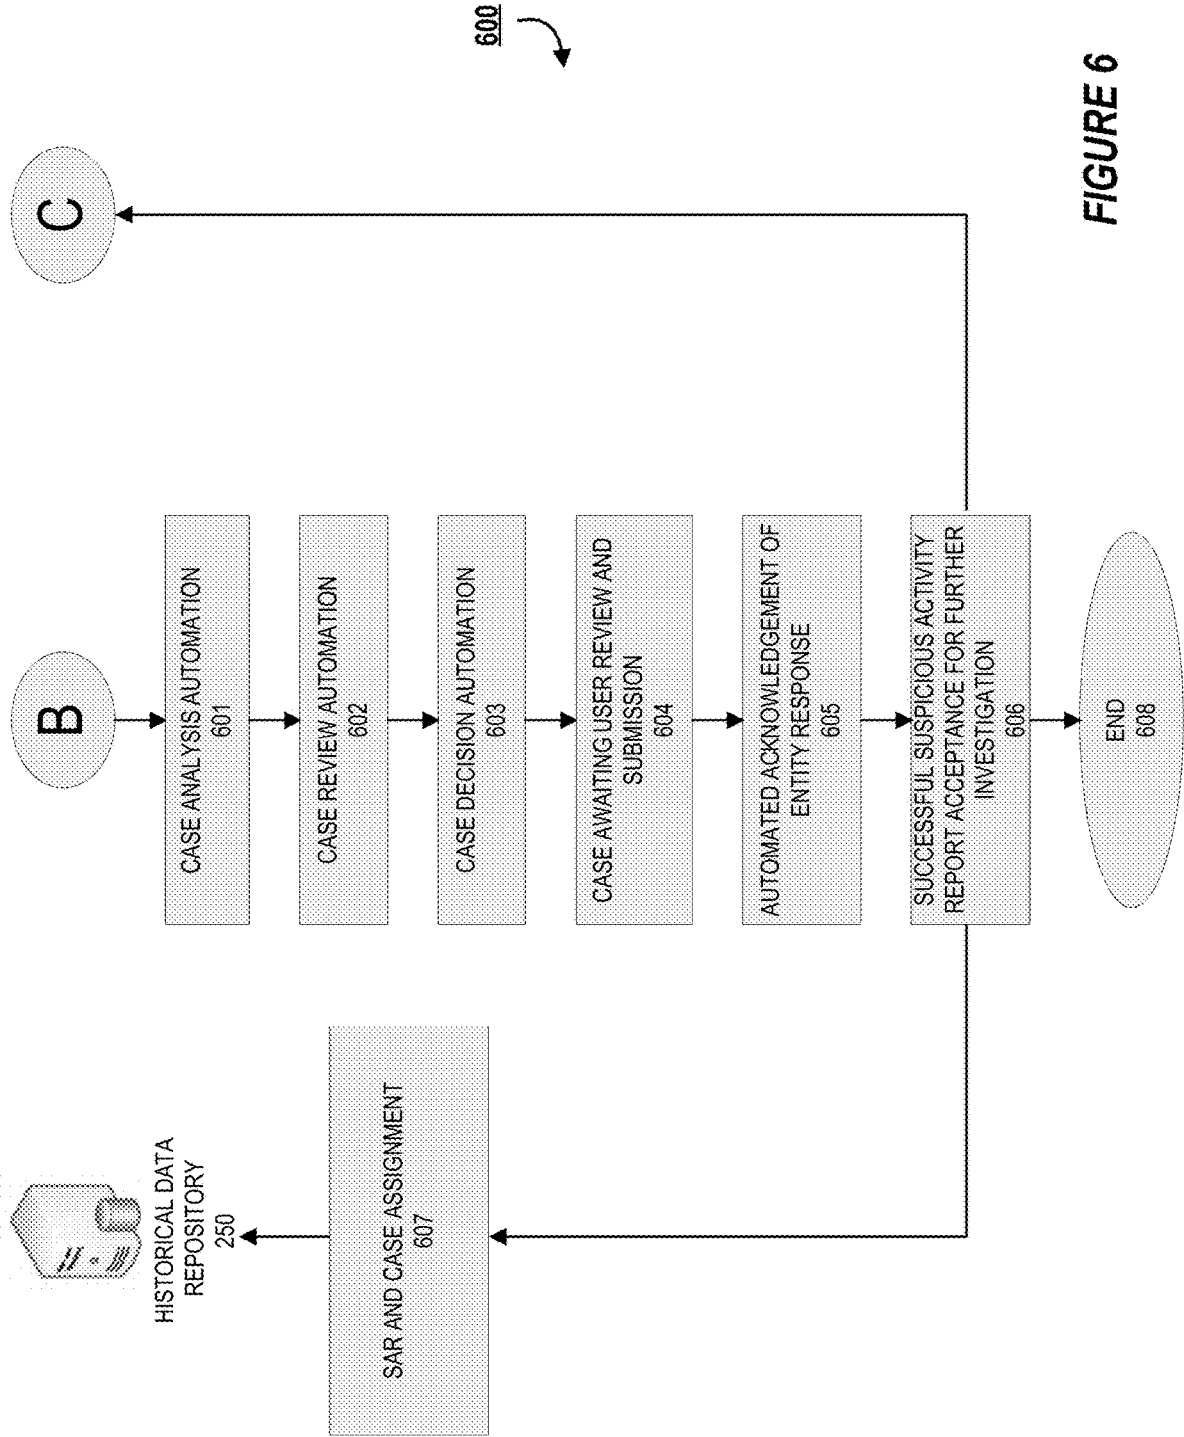 600
HISTORICAL DATA
REPOSITORY
250
B
C
CASE ANALYSIS AUTOMATION
601
CASE REVIEW AUTOMATION
602
CASE DECISION AUTOMATION
603
CASE AWAITING USER REVIEW AND
SUBMISSION
604
AUTOMATED ACKNOWLEDGEMENT OF
ENTITY RESPONSE
605
SUCCESSFUL SUSPICIOUS ACTIVITY
REPORT ACCEPTANCE FOR FURTHER
INVESTIGATION
606
SAR AND CASE ASSIGNMENT
607
END
608
FIGURE 6